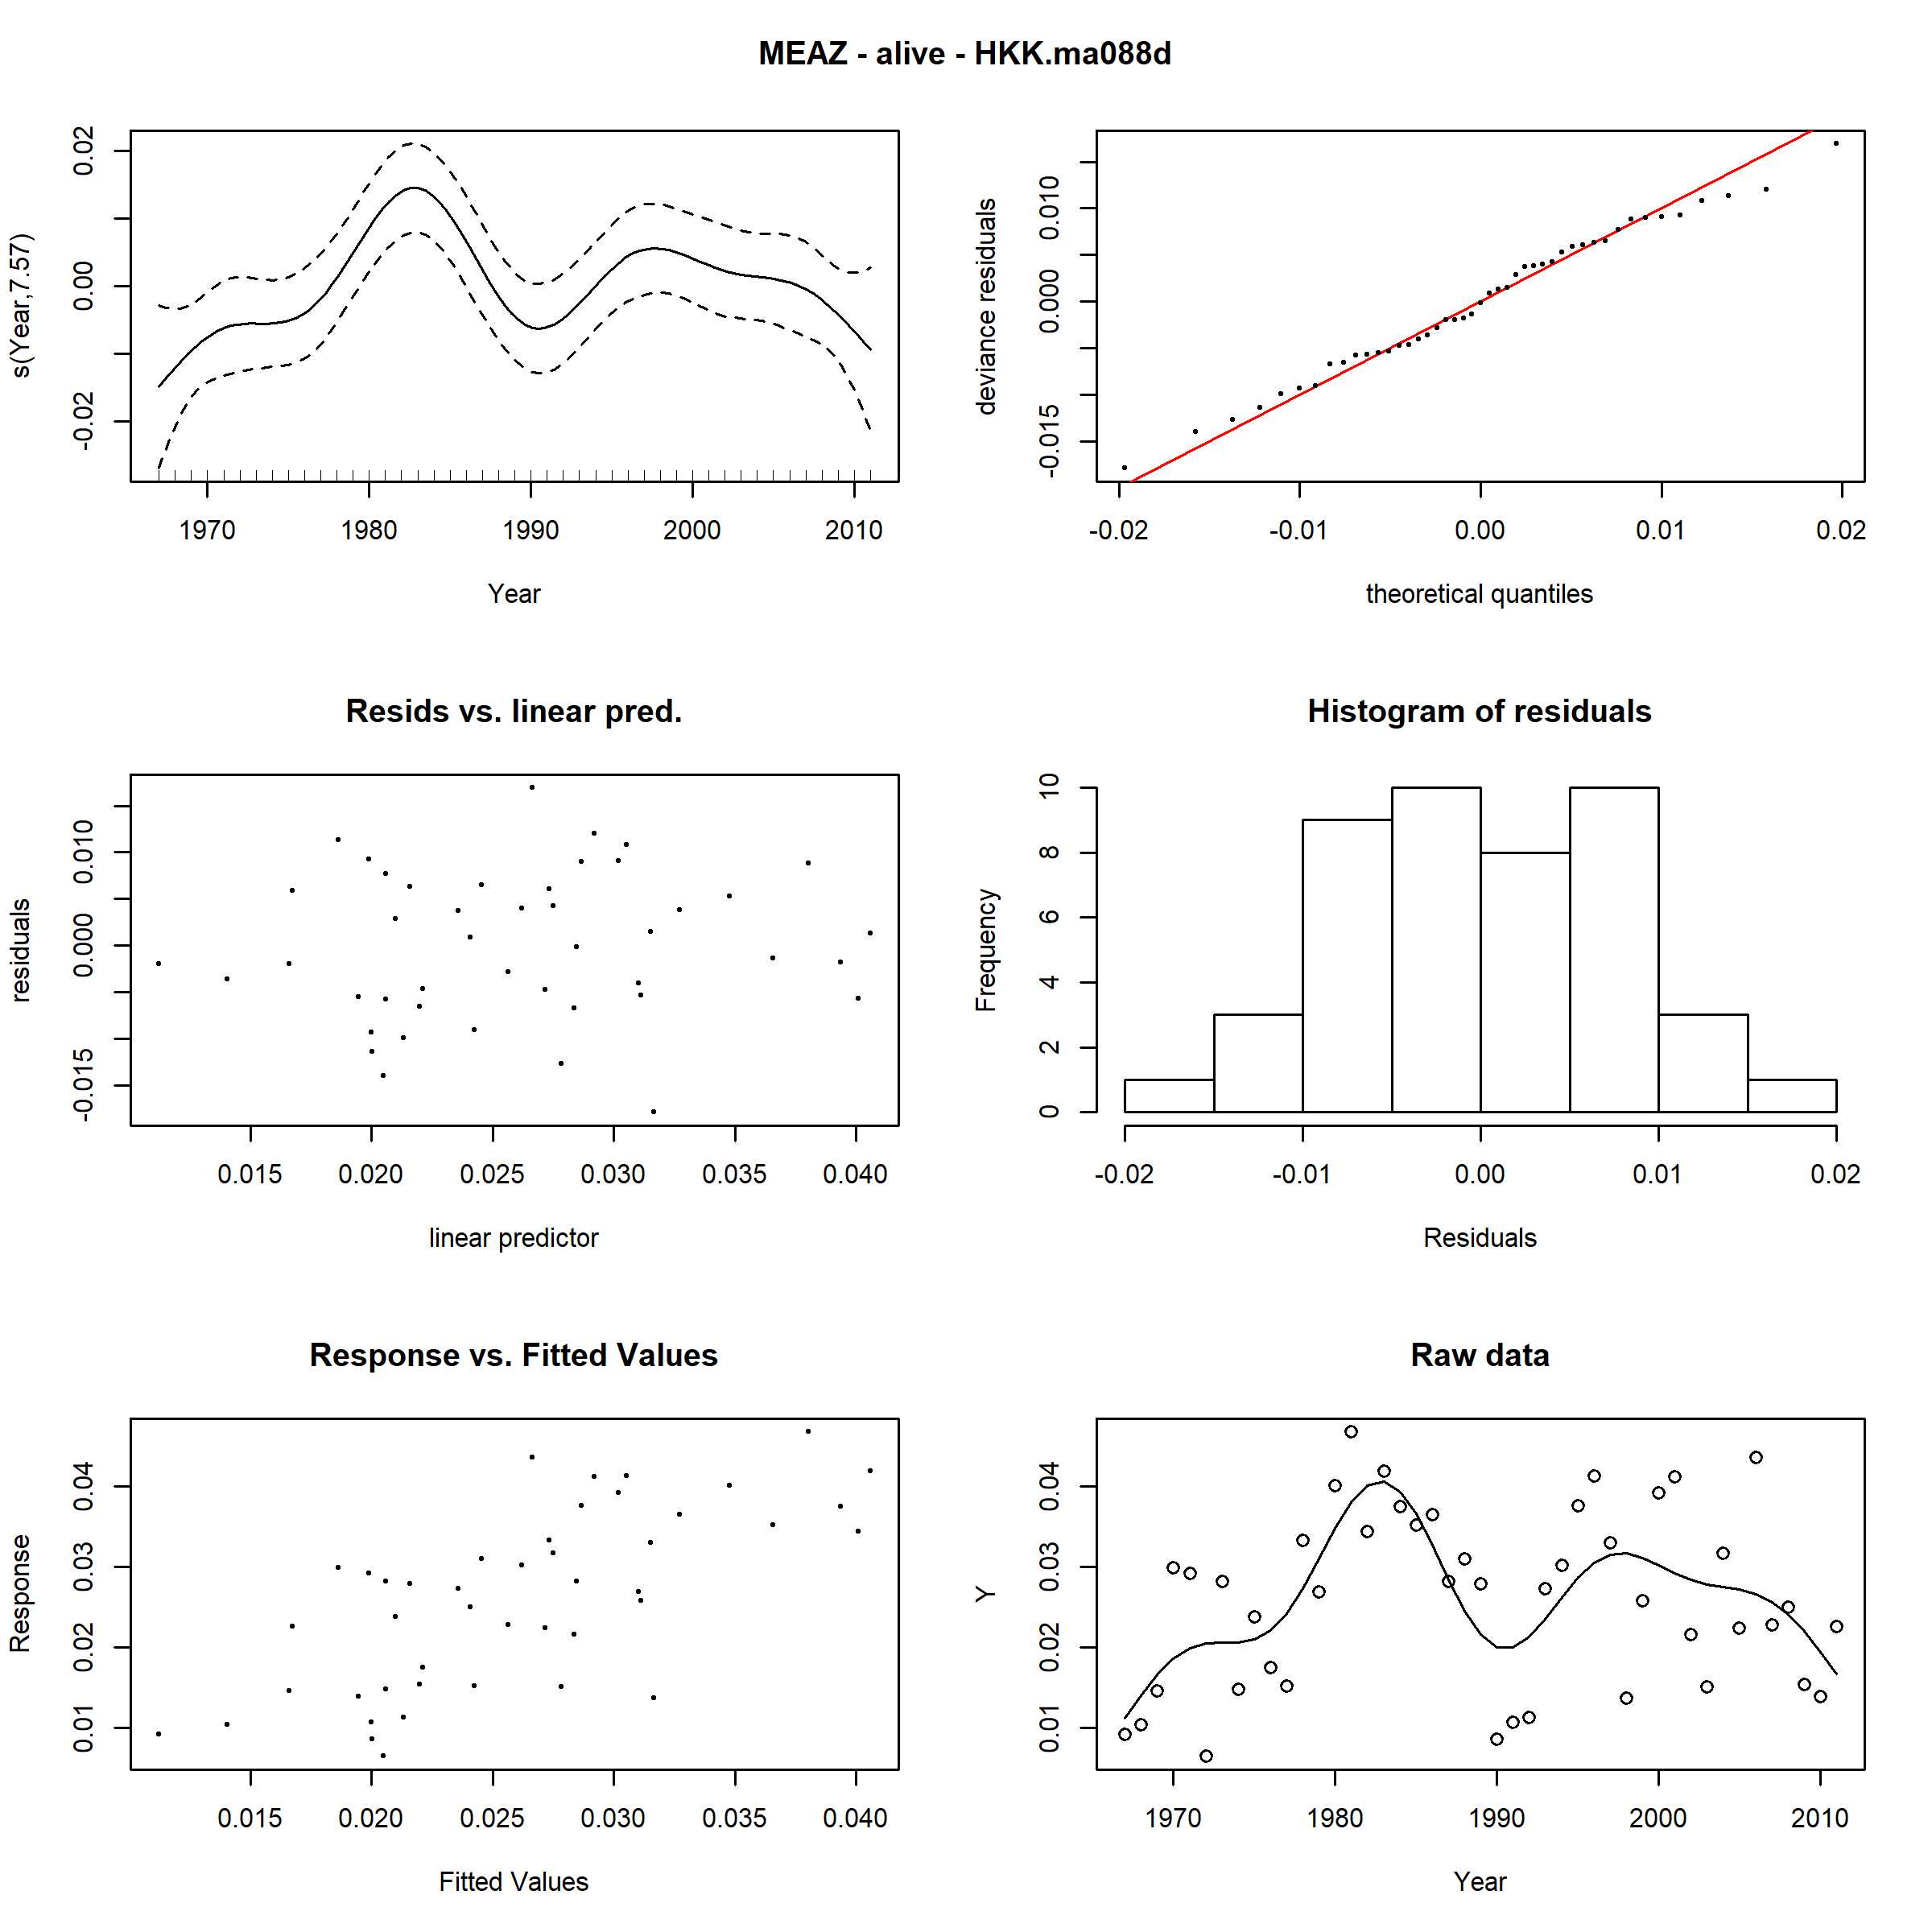 MEAZ - alive - HKK.ma088d
s(Year,7.57)
0.02
0.00
-0.02
1970 1980 1990 2000 2010
Year
deviance residuals
0.010
0.000
-0.015
-0.02 -0.01 0.00 0.01 0.02
theoretical quantiles
Resids vs. linear pred.
residuals
0.010
0.000
-0.015
0.015 0.020 0.025 0.030 0.035 0.040
linear predictor
Histogram of residuals
Frequency
10
8
6
4
2
0
-0.02 -0.01 0.00 0.01 0.02
Residuals
Response vs. Fitted Values
Response
0.04
0.03
0.02
0.01
0.015 0.020 0.025 0.030 0.035 0.040
Fitted Values
Raw data
Y
0.04
0.03
0.02
0.01
1970 1980 1990 2000 2010
Year